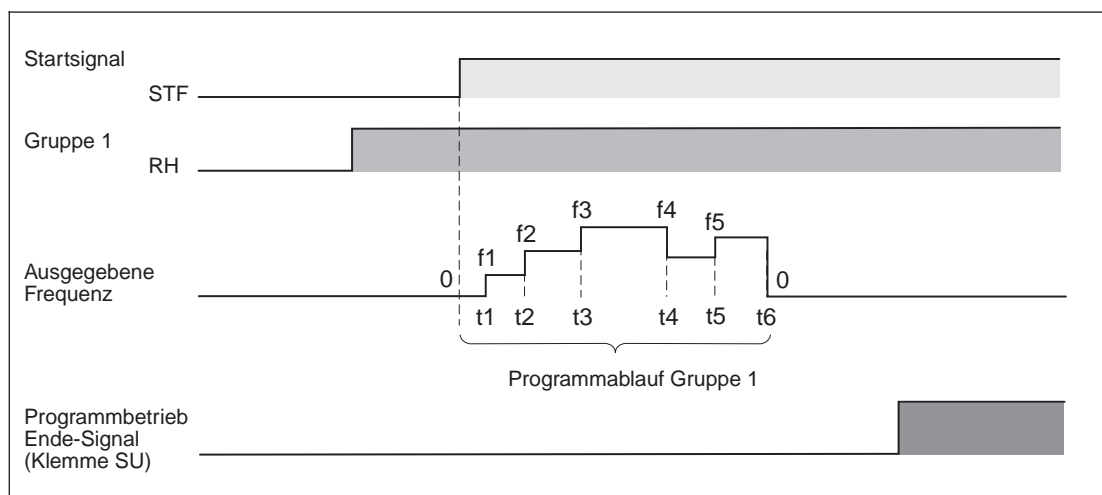 Startsignal
STF
Gruppe 1
RH
f1
f2
f3
f4
f5
Ausgegebene
Frequenz
0
0
t1
t2
t3
t4
t5
t6
Programmablauf Gruppe 1
Programmbetrieb
Ende-Signal
(Klemme SU)